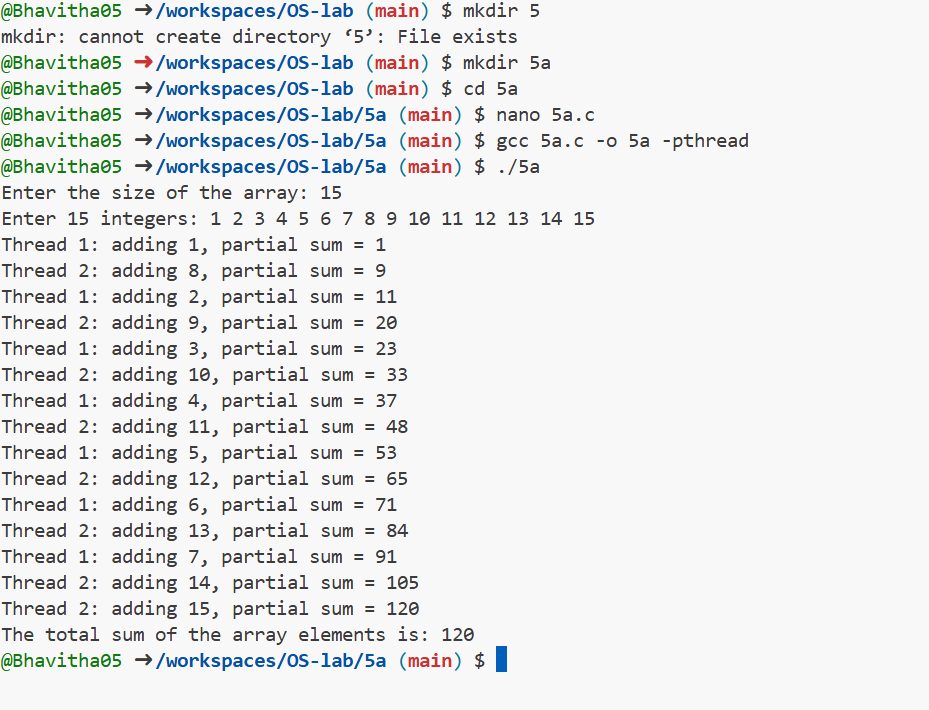 @Bhavitha05 ➜/workspaces/OS-lab (main) $ mkdir 5
mkdir: cannot create directory ‘5’: File exists
@Bhavitha05 ➜/workspaces/OS-lab (main) $ mkdir 5a
@Bhavitha05 ➜/workspaces/OS-lab (main) $ cd 5a
@Bhavitha05 ➜/workspaces/OS-lab/5a (main) $ nano 5a.c
@Bhavitha05 ➜/workspaces/OS-lab/5a (main) $ gcc 5a.c -o 5a -pthread
@Bhavitha05 ➜/workspaces/OS-lab/5a (main) $ ./5a
Enter the size of the array: 15
Enter 15 integers: 1 2 3 4 5 6 7 8 9 10 11 12 13 14 15
Thread 1: adding 1, partial sum = 1
Thread 2: adding 8, partial sum = 9
Thread 1: adding 2, partial sum = 11
Thread 2: adding 9, partial sum = 20
Thread 1: adding 3, partial sum = 23
Thread 2: adding 10, partial sum = 33
Thread 1: adding 4, partial sum = 37
Thread 2: adding 11, partial sum = 48
Thread 1: adding 5, partial sum = 53
Thread 2: adding 12, partial sum = 65
Thread 1: adding 6, partial sum = 71
Thread 2: adding 13, partial sum = 84
Thread 1: adding 7, partial sum = 91
Thread 2: adding 14, partial sum = 105
Thread 2: adding 15, partial sum = 120
The total sum of the array elements is: 120
@Bhavitha05 ➜/workspaces/OS-lab/5a (main) $